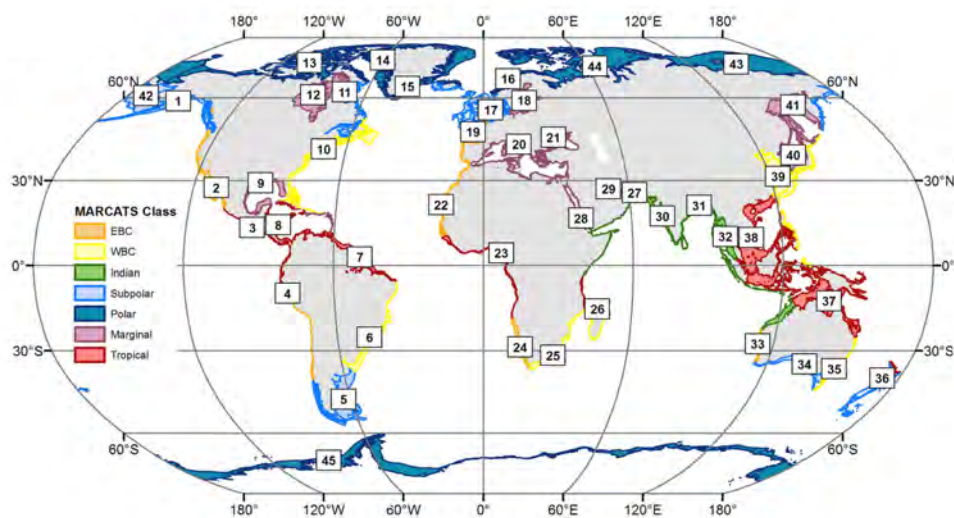 180° 120°W 60°W 0° 60°E 120°E 180°
13 14 16 44 43
60°N 60°N
42 1 12 11 15 17 18 41
10 19 20 21 40
30°N 30°N
2 9 22 29 27 39
MARCATS Class
3 8 28 30 31
EBC
WBC
23 32 38
0° 7 0°
Indian
Subpolar
4 26 37
Polar
Marginal
6 24 25 33 34 35 36
Tropical
30°S 30°S
5
60°S 45 60°S
180° 120°W 60°W 0° 60°E 120°E 180°